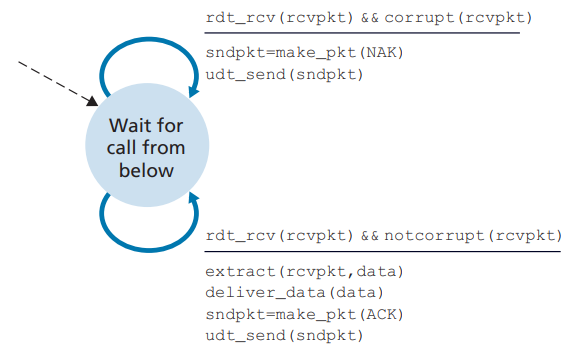 rdt_rcv(rcvpkt) && corrupt(rcvpkt)
sndpkt=make_pkt(NAK)
udt_send(sndpkt)
Wait for
call from
below
rdt_rcv(rcvpkt) && notcorrupt(rcvpkt)
extract(rcvpkt,data)
deliver_data(data)
sndpkt=make_pkt(ACK)
udt_send(sndpkt)